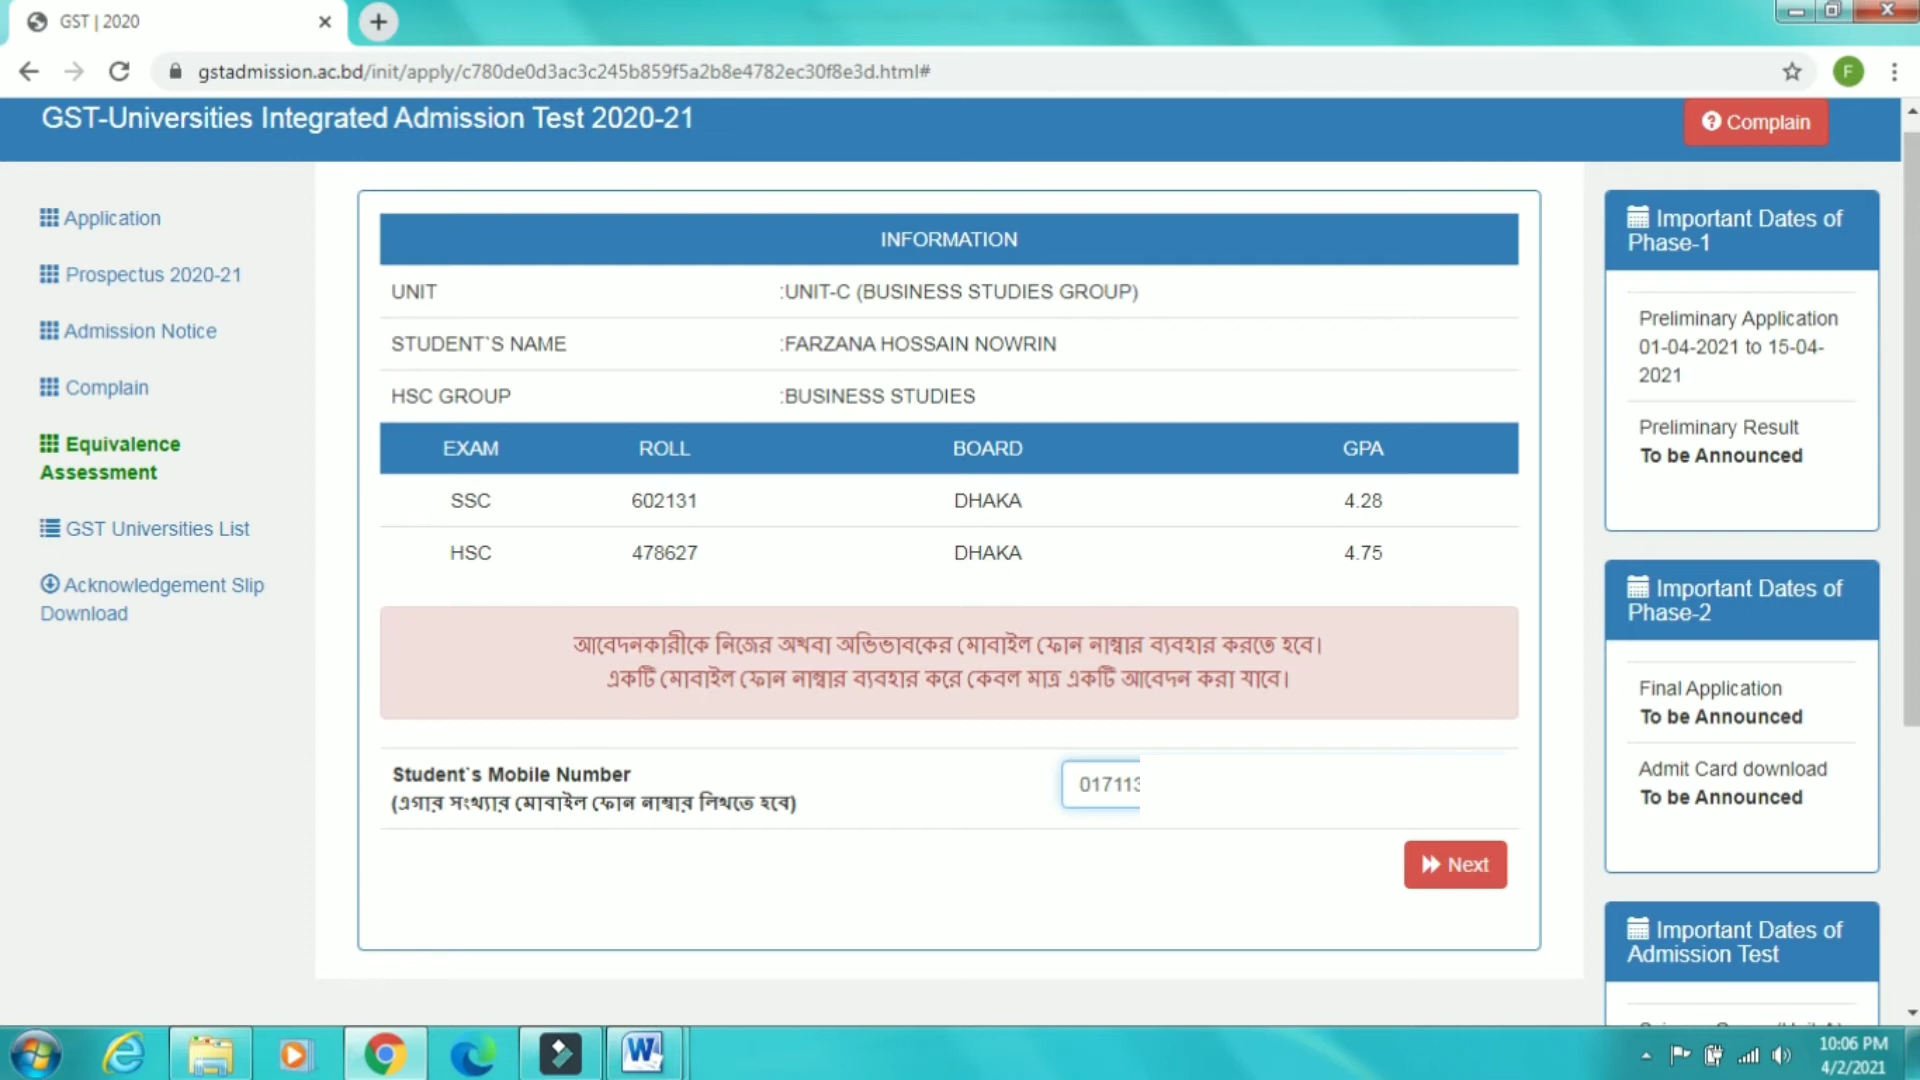 GST | 2020
gstadmission.ac.bd/init/apply/c780de0d3ac3c245b859f5a2b8e4782ec30f8e3d.html#
F
GST-Universities Integrated Admission Test 2020-21
Complain
Application
Prospectus 2020-21
Admission Notice
Complain
Equivalence
Assessment
GST Universities List
Acknowledgement Slip
Download
INFORMATION
UNIT :UNIT-C (BUSINESS STUDIES GROUP)
STUDENT`S NAME :FARZANA HOSSAIN NOWRIN
HSC GROUP :BUSINESS STUDIES
EXAM ROLL BOARD GPA
SSC 602131 DHAKA 4.28
HSC 478627 DHAKA 4.75
আবেদনকারীকে নিজের অথবা অভিভাবকের মোবাইল ফোন নাম্বার ব্যবহার করতে হবে।
একটি মোবাইল ফোন নাম্বার ব্যবহার করে কেবল মাত্র একটি আবেদন করা যাবে।
Student`s Mobile Number
(এগার সংখ্যার মোবাইল ফোন নাম্বার লিখতে হবে)
017113
Next
Important Dates of
Phase-1
Preliminary Application
01-04-2021 to 15-04-
2021
Preliminary Result
To be Announced
Important Dates of
Phase-2
Final Application
To be Announced
Admit Card download
To be Announced
Important Dates of
Admission Test
10:06 PM
4/2/2021